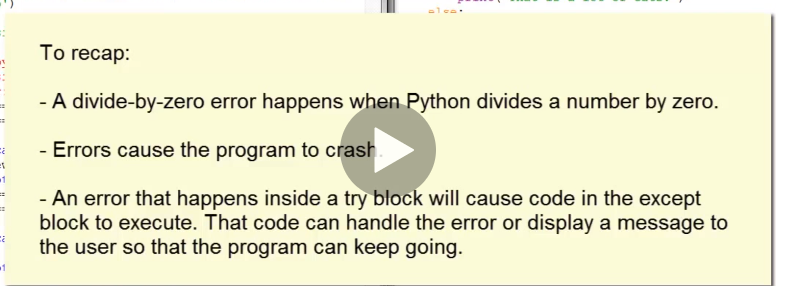 else:
To recap:
- A divide-by-zero error happens when Python divides a number by zero.
- Errors cause the program to crash.
- An error that happens inside a try block will cause code in the except
block to execute. That code can handle the error or display a message to
the user so that the program can keep going.